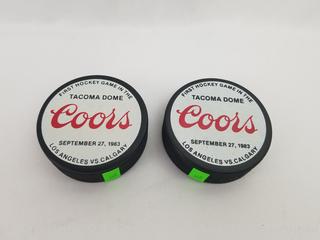 FIRST HOCKEY GAME IN THE
TACOMA DOME
Coors
SEPTEMBER 27, 1983
LOS ANGELES VS. CALGARY
FIRST HOCKEY GAME IN THE
TACOMA DOME
Coors
SEPTEMBER 27, 1983
LOS ANGELES VS. CALGARY